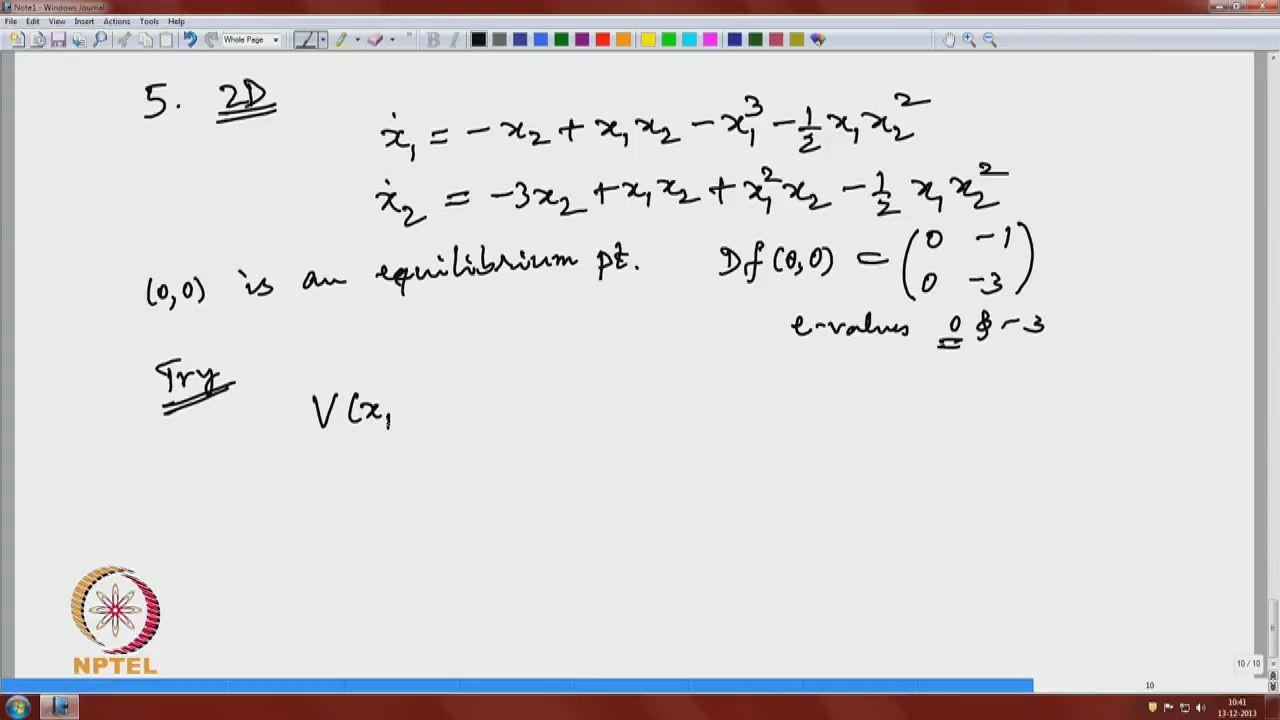 Note1 - Windows Journal
File Edit View Insert Actions Tools Help
Whole Page
5. 2D
ẋ₁ = -x₂ + x₁x₂ - x₁³ - 1/2 x₁x₂²
ẋ₂ = -3x₂ + x₁x₂ + x₁²x₂ - 1/2 x₁x₂²
(0,0) is an equilibrium pt. Df(0,0) = (0 -1
0 -3)
e-values 0 & -3
Try
V(x₁
NPTEL
10 / 10
10
10:41
13-12-2013